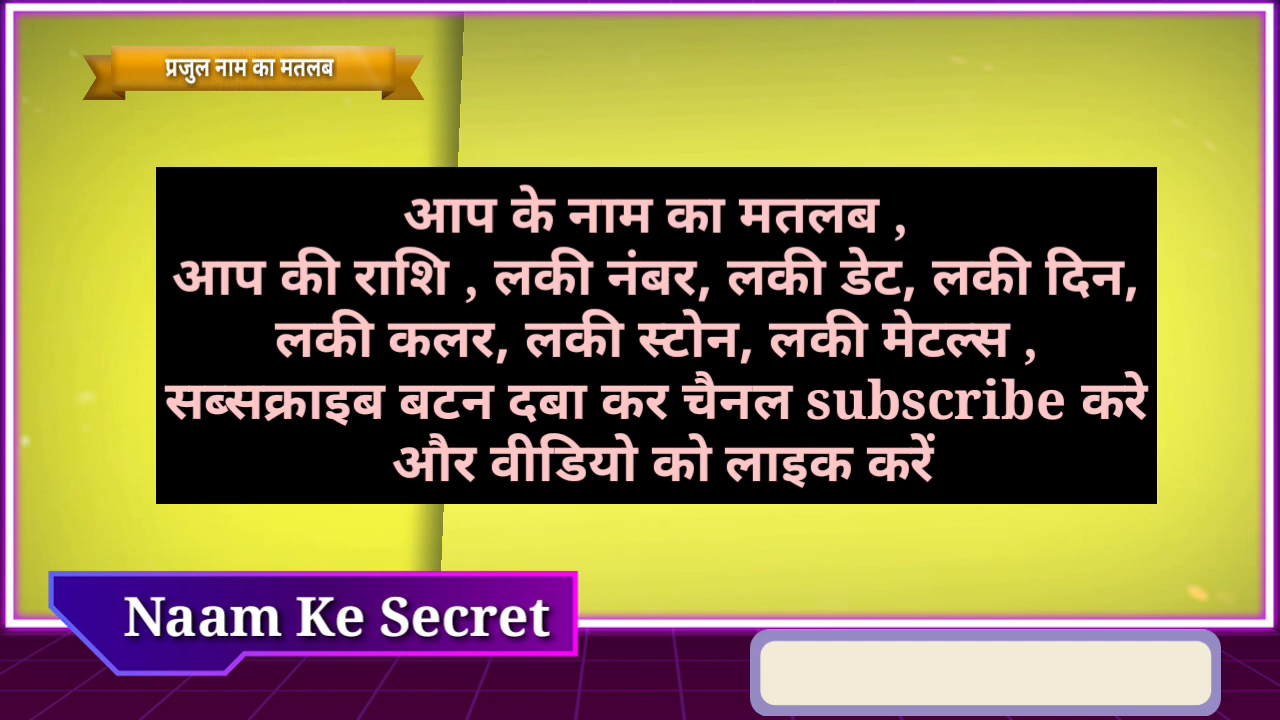 प्रजुल नाम का मतलब
आप के नाम का मतलब ,
आप की राशि , लकी नंबर, लकी डेट, लकी दिन,
लकी कलर, लकी स्टोन, लकी मेटल्स ,
सब्सक्राइब बटन दबा कर चैनल subscribe करे
और वीडियो को लाइक करें
Naam Ke Secret